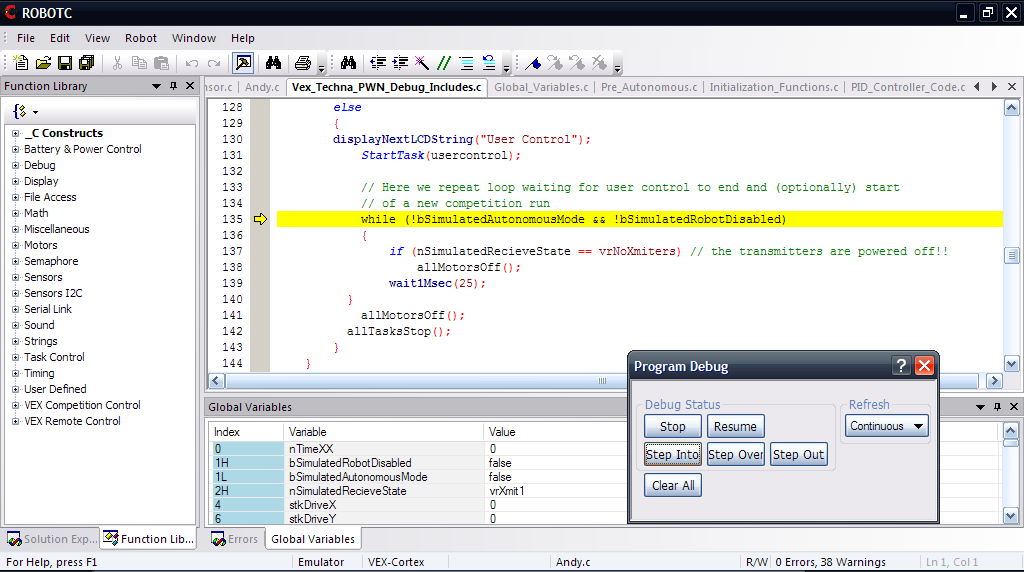 ROBOTC
File Edit View Robot Window Help
Function Library
nsor.c Andy.c Vex_Techna_PWN_Debug_Includes.c Global_Variables.c Pre_Autonomous.c Initialization_Functions.c PID_Controller_Code.c
_C Constructs
Battery & Power Control
Debug
Display
File Access
Math
Miscellaneous
Motors
Semaphore
Sensors
Sensors I2C
Serial Link
Sound
Strings
Task Control
Timing
User Defined
VEX Competition Control
VEX Remote Control
128 else
129 {
130 displayNextLCDString("User Control");
131 StartTask(usercontrol);
132
133 // Here we repeat loop waiting for user control to end and (optionally) start
134 // of a new competition run
135 while (!bSimulatedAutonomousMode && !bSimulatedRobotDisabled)
136 {
137 if (nSimulatedRecieveState == vrNoXmiters) // the transmitters are powered off!!
138 allMotorsOff();
139 wait1Msec(25);
140 }
141 allMotorsOff();
142 allTasksStop();
143 }
144 }
Global Variables
Index Variable Value
0 nTimeXX 0
1H bSimulatedRobotDisabled false
1L bSimulatedAutonomousMode false
2H nSimulatedRecieveState vrXmit1
4 stkDriveX 0
6 stkDriveY 0
Program Debug
Debug Status
Refresh
Stop Resume
Continuous
Step Into Step Over Step Out
Clear All
Solution Exp... Function Lib... Errors Global Variables
For Help, press F1 Emulator VEX-Cortex Andy.c R/W 0 Errors, 38 Warnings Ln 1, Col 1